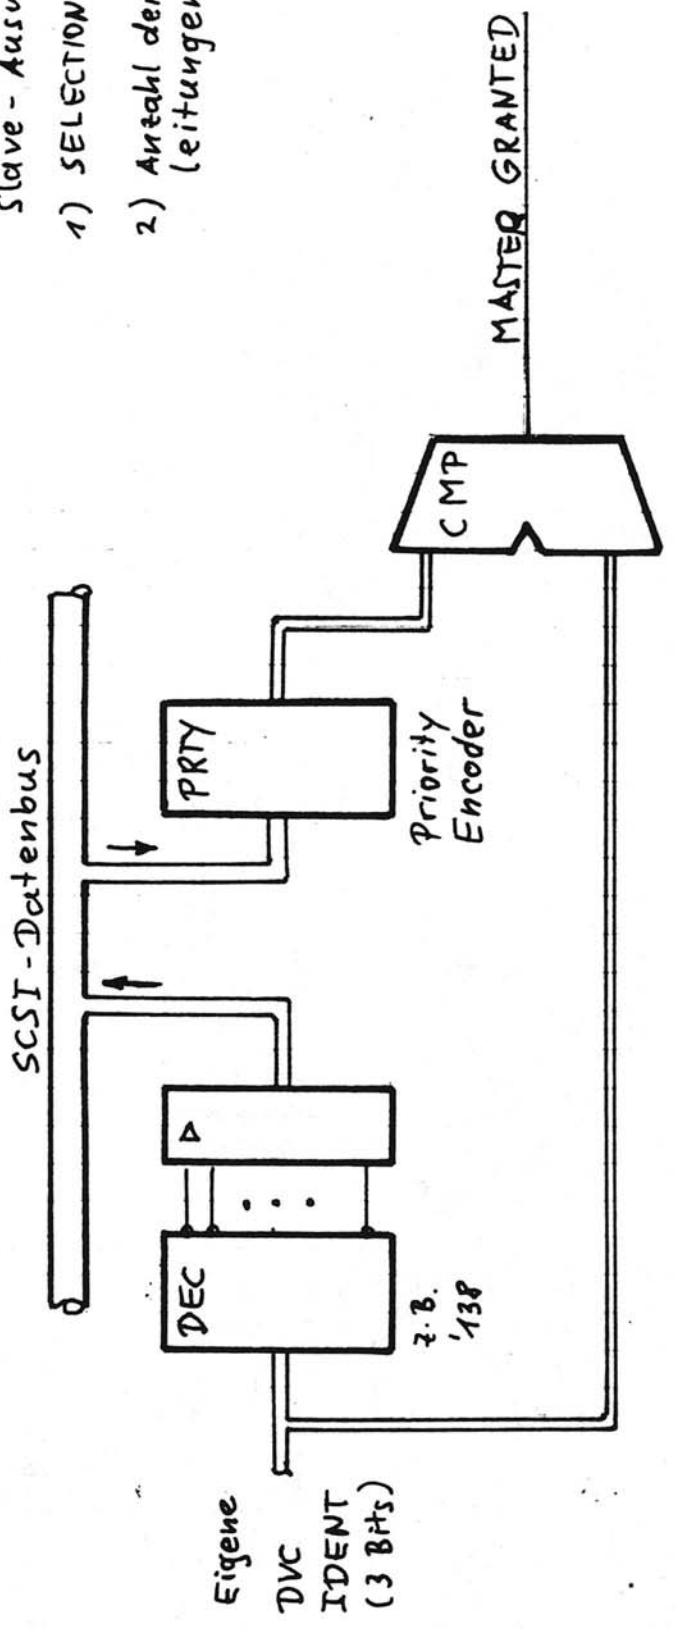 Slave - Ausw
1) SELECTION
2) Anzahl der
Leitungen
SCSI - Datenbus
Eigene
DVC
IDENT
(3 Bits)
DEC
z.B.
'138
▷
PRTY
Priority
Encoder
CMP
MASTER GRANTED